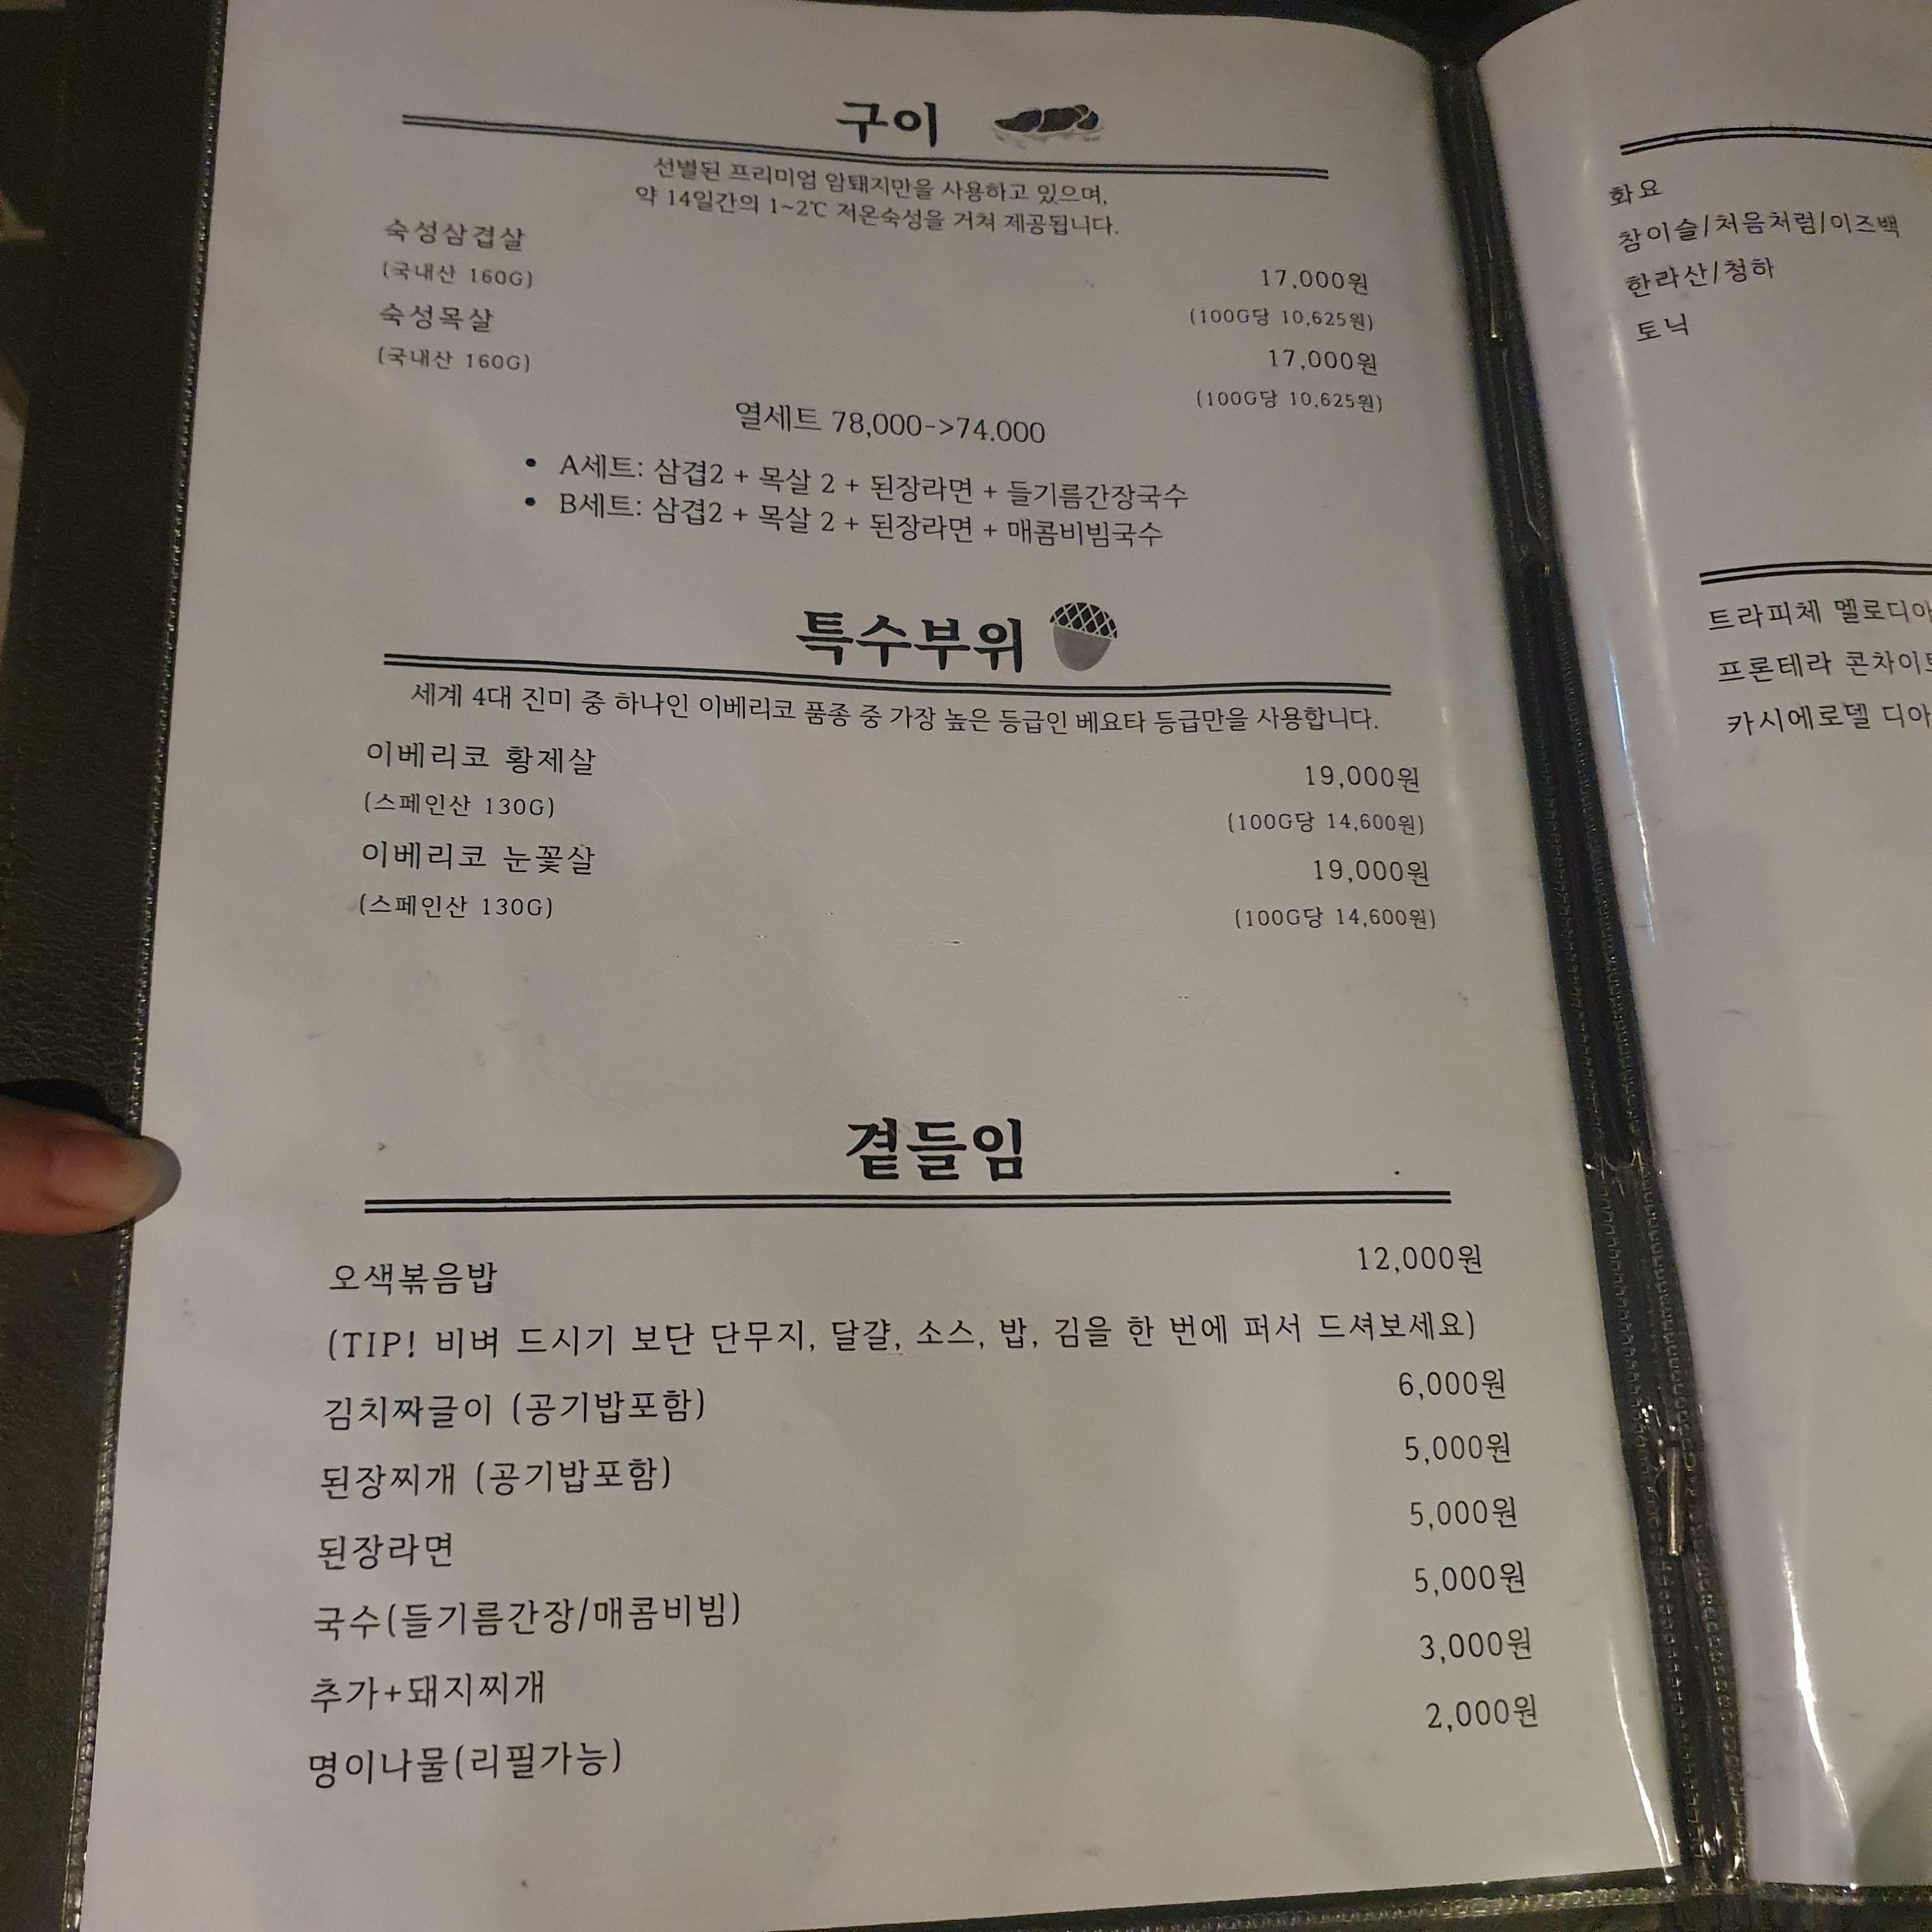 구이
선별된 프리미엄 암퇘지만을 사용하고 있으며,
약 14일간의 1~2℃ 저온숙성을 거쳐 제공됩니다.
숙성삼겹살 17,000원
(국내산 160G) (100G당 10,625원)
숙성목살 17,000원
(국내산 160G) (100G당 10,625원)
열세트 78,000->74.000
• A세트: 삼겹2 + 목살 2 + 된장라면 + 들기름간장국수
• B세트: 삼겹2 + 목살 2 + 된장라면 + 매콤비빔국수
특수부위
세계 4대 진미 중 하나인 이베리코 품종 중 가장 높은 등급인 베요타 등급만을 사용합니다.
이베리코 황제살 19,000원
(스페인산 130G) (100G당 14,600원)
이베리코 눈꽃살 19,000원
(스페인산 130G) (100G당 14,600원)
곁들임
오색볶음밥 12,000원
(TIP! 비벼 드시기 보단 단무지, 달걀, 소스, 밥, 김을 한 번에 퍼서 드셔보세요)
김치짜글이 (공기밥포함) 6,000원
된장찌개 (공기밥포함) 5,000원
된장라면 5,000원
국수(들기름간장/매콤비빔) 5,000원
추가+돼지찌개 3,000원
명이나물(리필가능) 2,000원
화요
참이슬/처음처럼/이즈백
한라산/청하
토닉
트라피체 멜로디아
프론테라 콘차이
카시에로델 디아